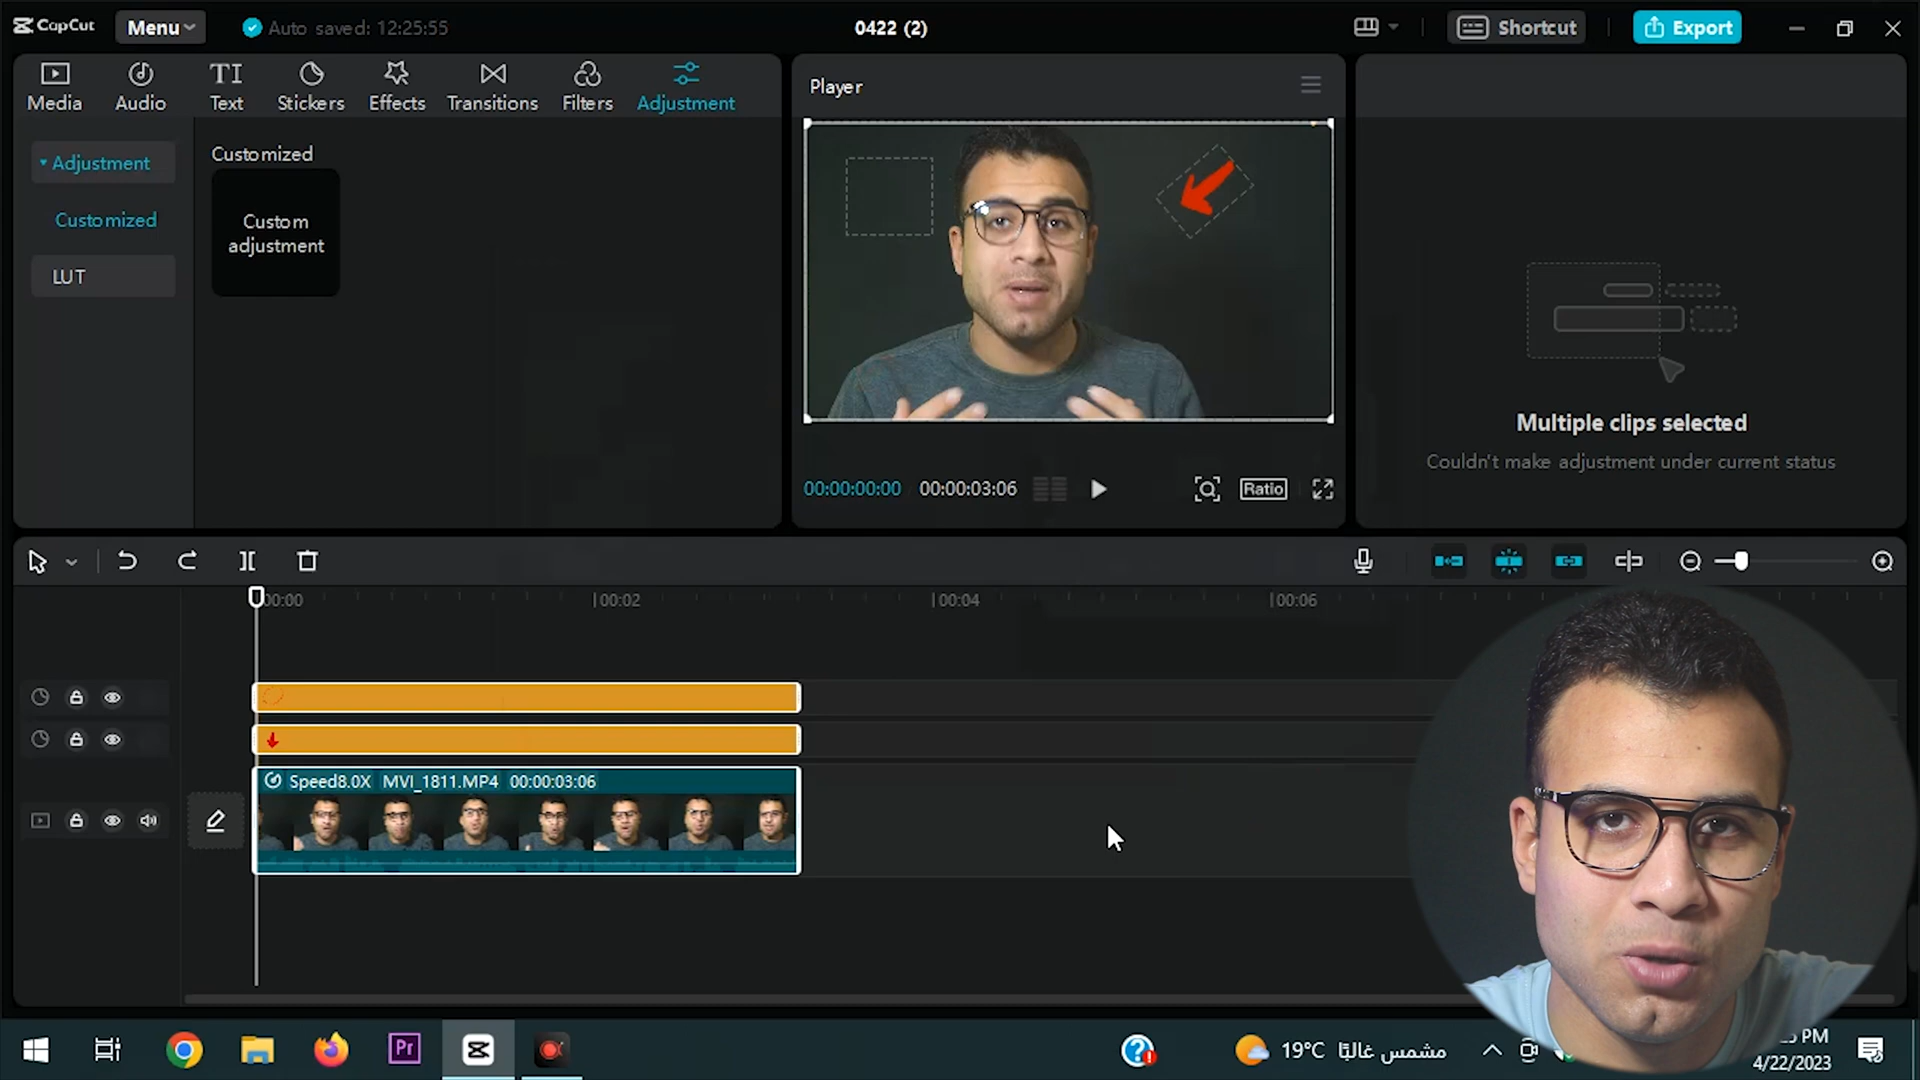 CapCut
Menu
Auto saved: 12:25:55
0422 (2)
Shortcut
Export
Media
Audio
TI
Text
Stickers
Effects
Transitions
Filters
Adjustment
Adjustment
Customized
LUT
Customized
Custom
adjustment
Player
00:00:00:00
00:00:03:06
Ratio
Multiple clips selected
Couldn't make adjustment under current status
00:00
00:02
00:04
00:06
Speed8.0X MVI_1811.MP4 00:00:03:06
Pr
19°C
مشمس غالبًا
PM
4/22/2023